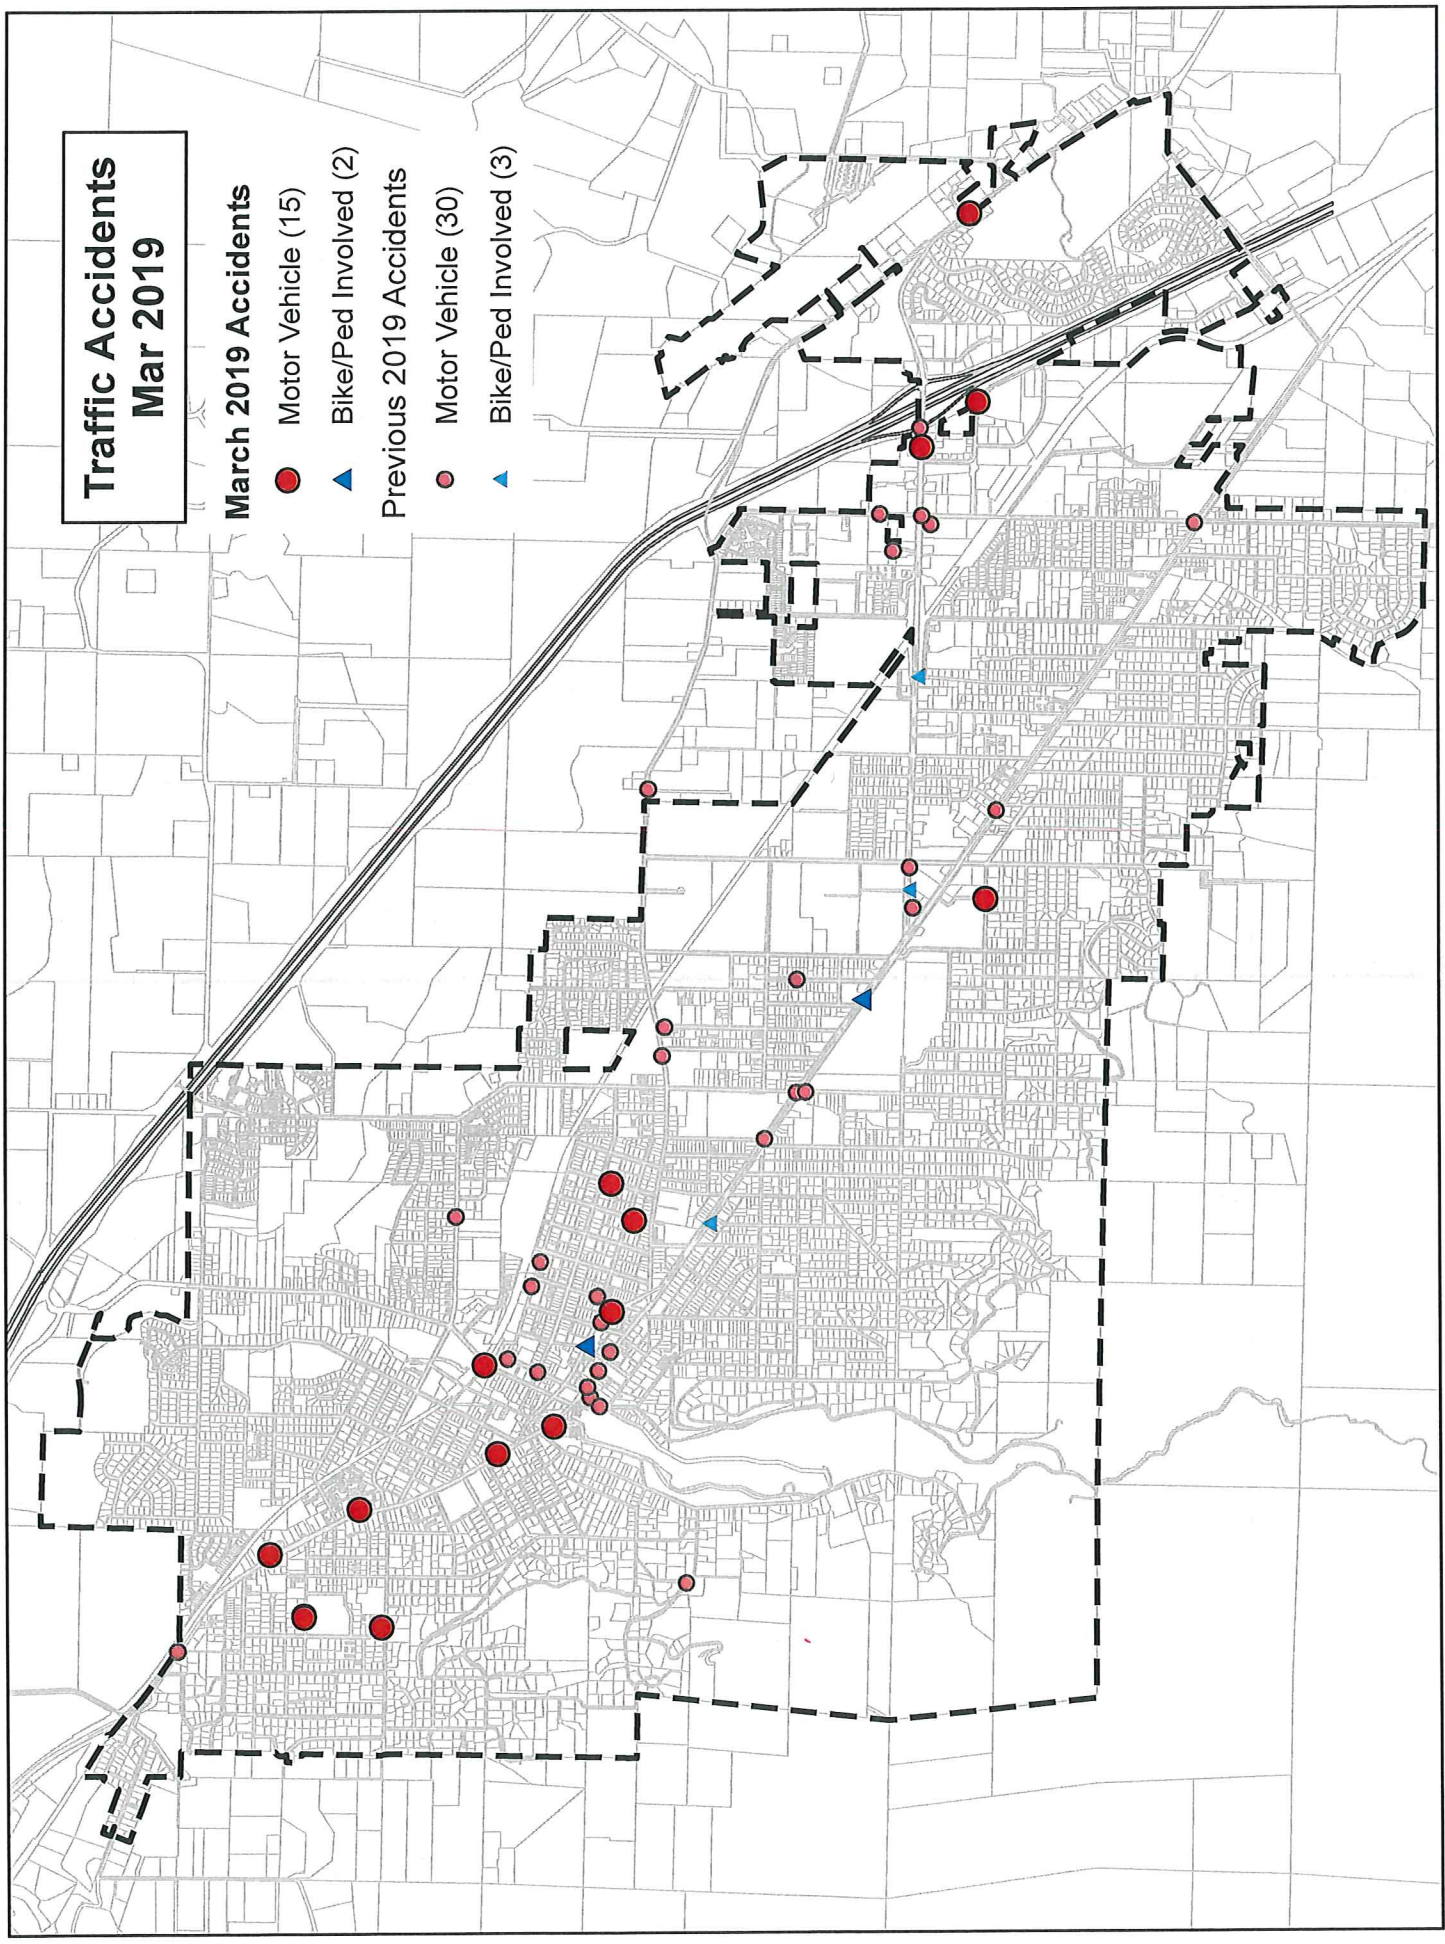 Traffic Accidents
Mar 2019
March 2019 Accidents
Motor Vehicle (15)
Bike/Ped Involved (2)
Previous 2019 Accidents
Motor Vehicle (30)
Bike/Ped Involved (3)